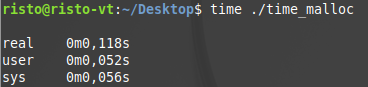 risto@risto-vt:~/Desktop$ time ./time_malloc
real 0m0,118s
user 0m0,052s
sys 0m0,056s